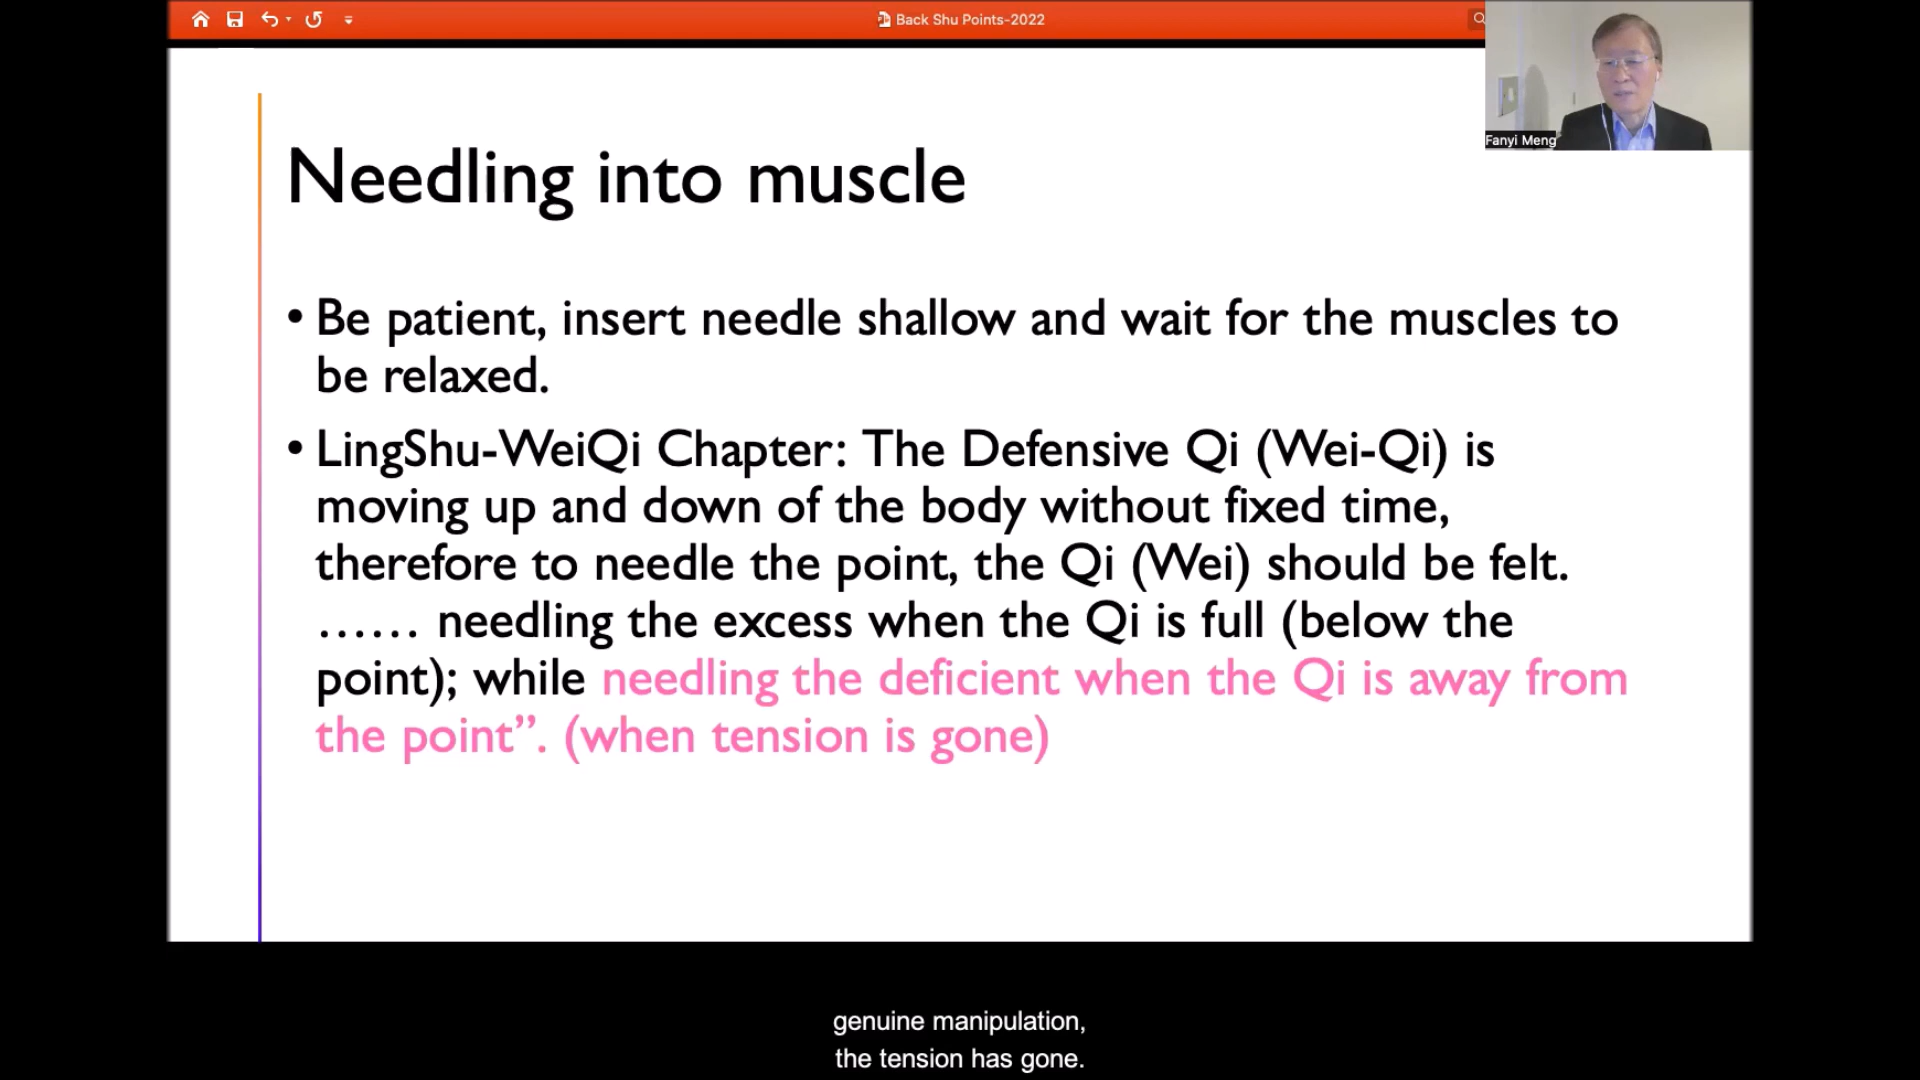 Back Shu Points-2022
Fanyi Meng
Needling into muscle
• Be patient, insert needle shallow and wait for the muscles to
be relaxed.
• LingShu-WeiQi Chapter: The Defensive Qi (Wei-Qi) is
moving up and down of the body without fixed time,
therefore to needle the point, the Qi (Wei) should be felt.
…… needling the excess when the Qi is full (below the
point); while needling the deficient when the Qi is away from
the point”. (when tension is gone)
genuine manipulation,
the tension has gone.